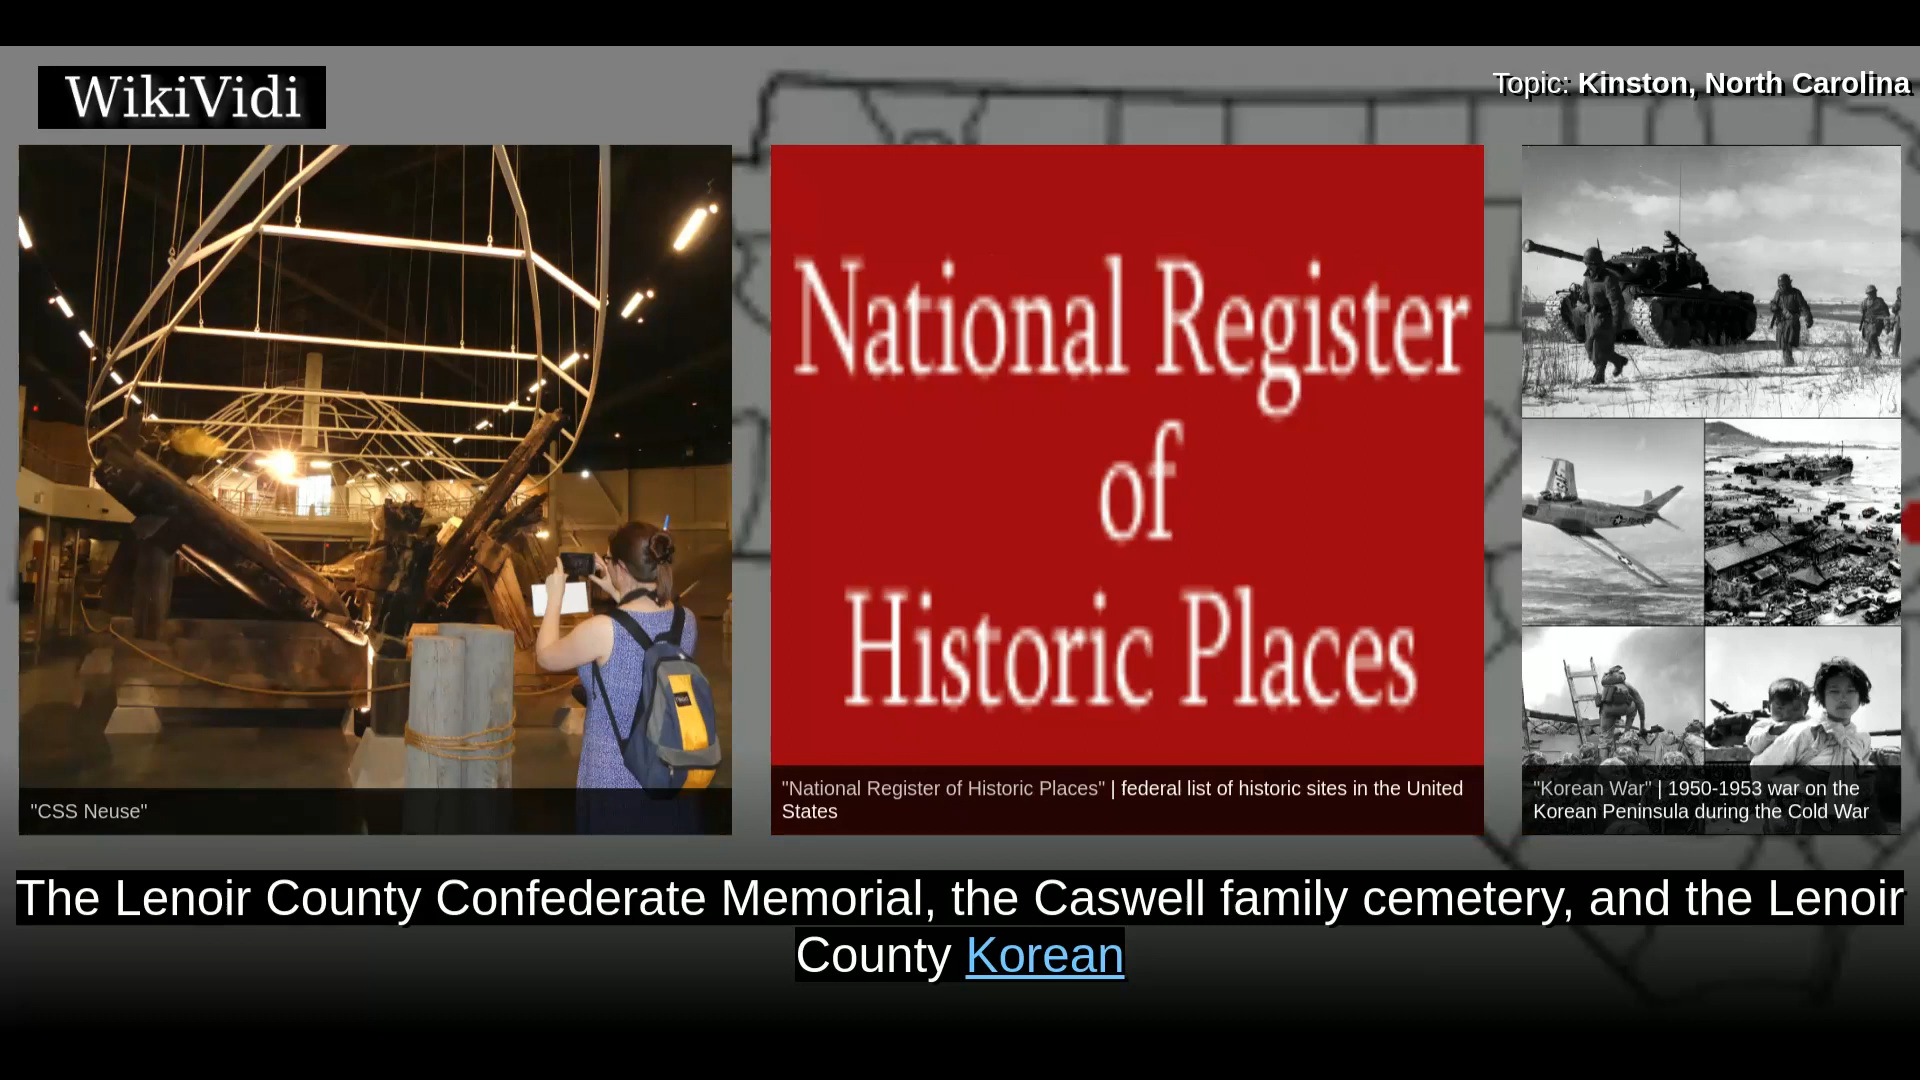 WikiVidi
Topic: Kinston, North Carolina
National Register
of
Historic Places
"CSS Neuse"
"National Register of Historic Places" | federal list of historic sites in the United
States
"Korean War" | 1950-1953 war on the
Korean Peninsula during the Cold War
The Lenoir County Confederate Memorial, the Caswell family cemetery, and the Lenoir
County Korean